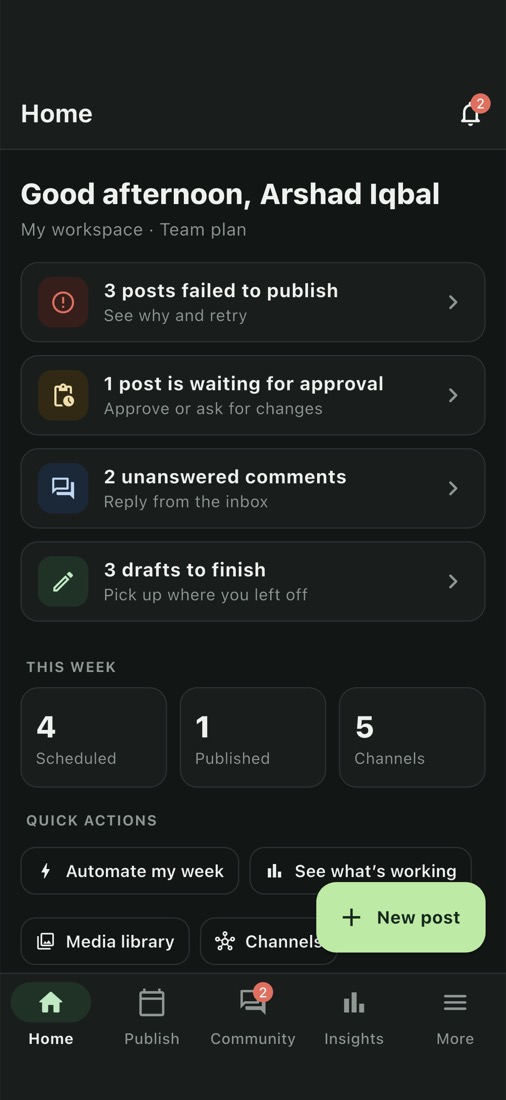 Home
2
Good afternoon, Arshad Iqbal
My workspace · Team plan
3 posts failed to publish
See why and retry
1 post is waiting for approval
Approve or ask for changes
2 unanswered comments
Reply from the inbox
3 drafts to finish
Pick up where you left off
THIS WEEK
4
Scheduled
1
Published
5
Channels
QUICK ACTIONS
Automate my week
See what’s working
Media library
Channels
New post
2
Home
Publish
Community
Insights
More